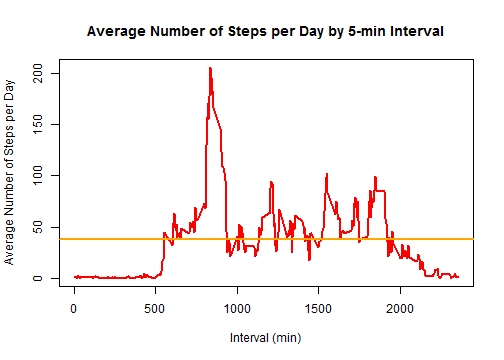 Average Number of Steps per Day by 5-min Interval
Average Number of Steps per Day
200
150
100
50
0
0 500 1000 1500 2000
Interval (min)